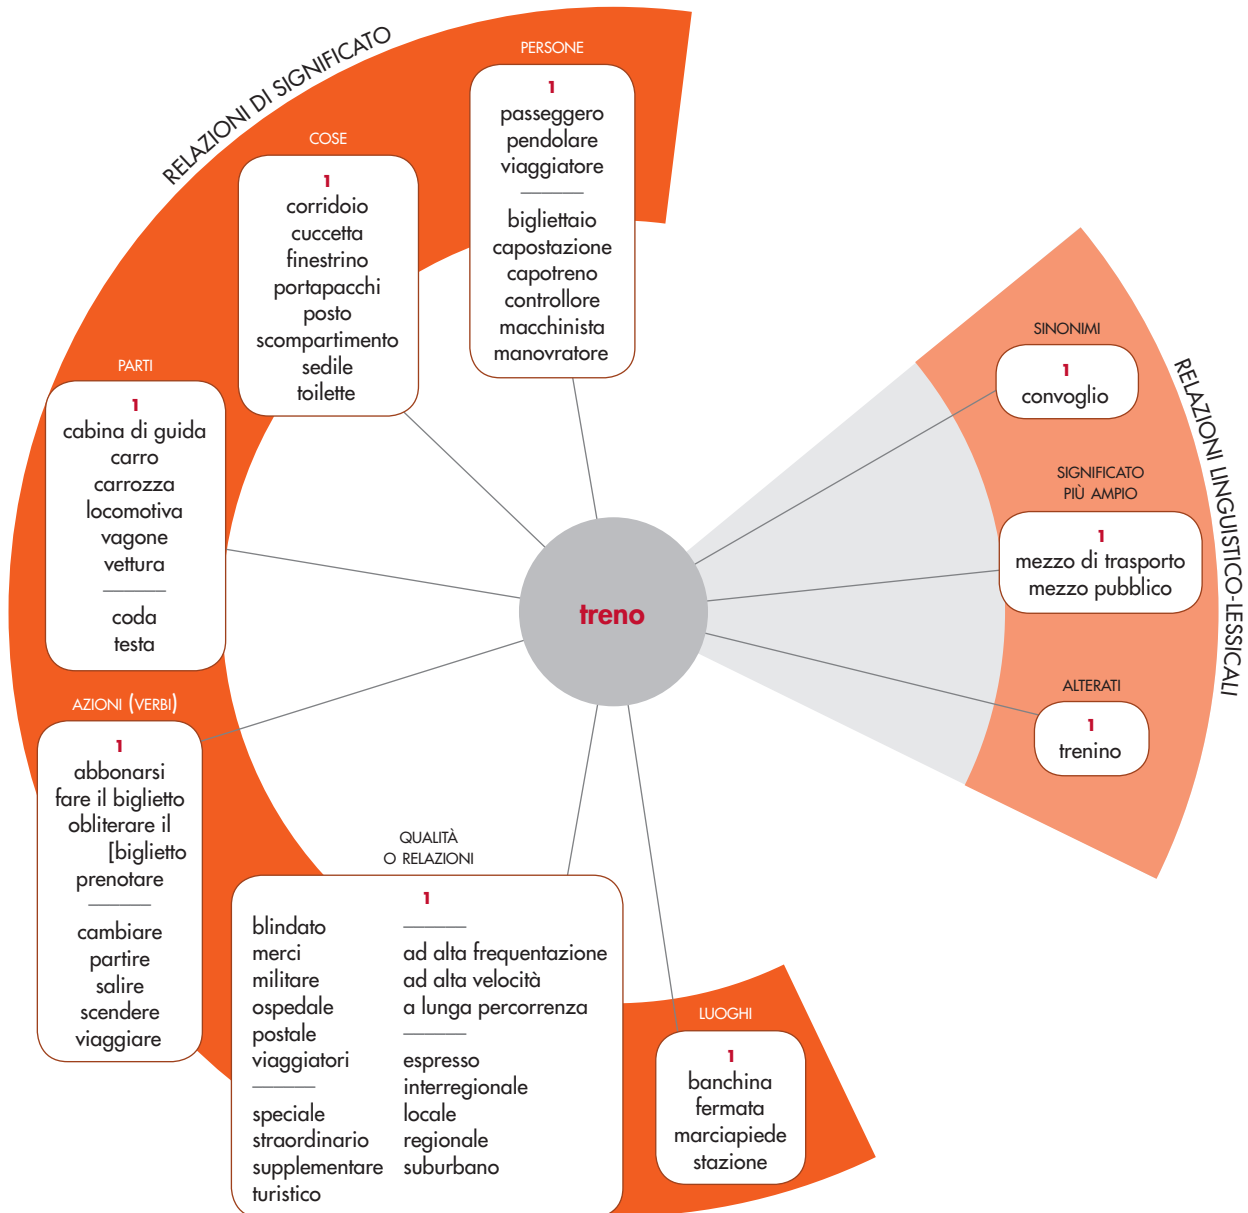 RELAZIONI DI SIGNIFICATO
PERSONE
1
passeggero
pendolare
viaggiatore
bigliettaio
capostazione
capotreno
controllore
macchinista
manovratore
COSE
1
corridoio
cuccetta
finestrino
portapacchi
posto
scompartimento
sedile
toilette
PARTI
1
cabina di guida
carro
carrozza
locomotiva
vagone
vettura
coda
testa
AZIONI (VERBI)
1
abbonarsi
fare il biglietto
obliterare il
[biglietto
prenotare
cambiare
partire
salire
scendere
viaggiare
QUALITÀ
O RELAZIONI
1
blindato
merci
militare
ospedale
postale
viaggiatori
speciale
straordinario
supplementare
turistico
ad alta frequentazione
ad alta velocità
a lunga percorrenza
espresso
interregionale
locale
regionale
suburbano
LUOGHI
1
banchina
fermata
marciapiede
stazione
treno
RELAZIONI LINGUISTICO-LESSICALI
SINONIMI
1
convoglio
SIGNIFICATO
PIÙ AMPIO
1
mezzo di trasporto
mezzo pubblico
ALTERATI
1
trenino